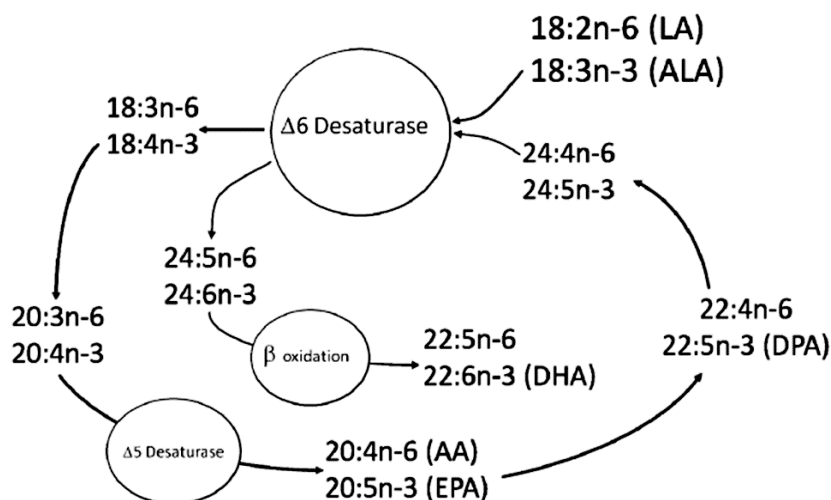 18:2n-6 (LA)
18:3n-3 (ALA)
Δ6 Desaturase
18:3n-6
18:4n-3
24:4n-6
24:5n-3
24:5n-6
24:6n-3
20:3n-6
20:4n-3
22:4n-6
22:5n-3 (DPA)
β oxidation
22:5n-6
22:6n-3 (DHA)
Δ5 Desaturase
20:4n-6 (AA)
20:5n-3 (EPA)